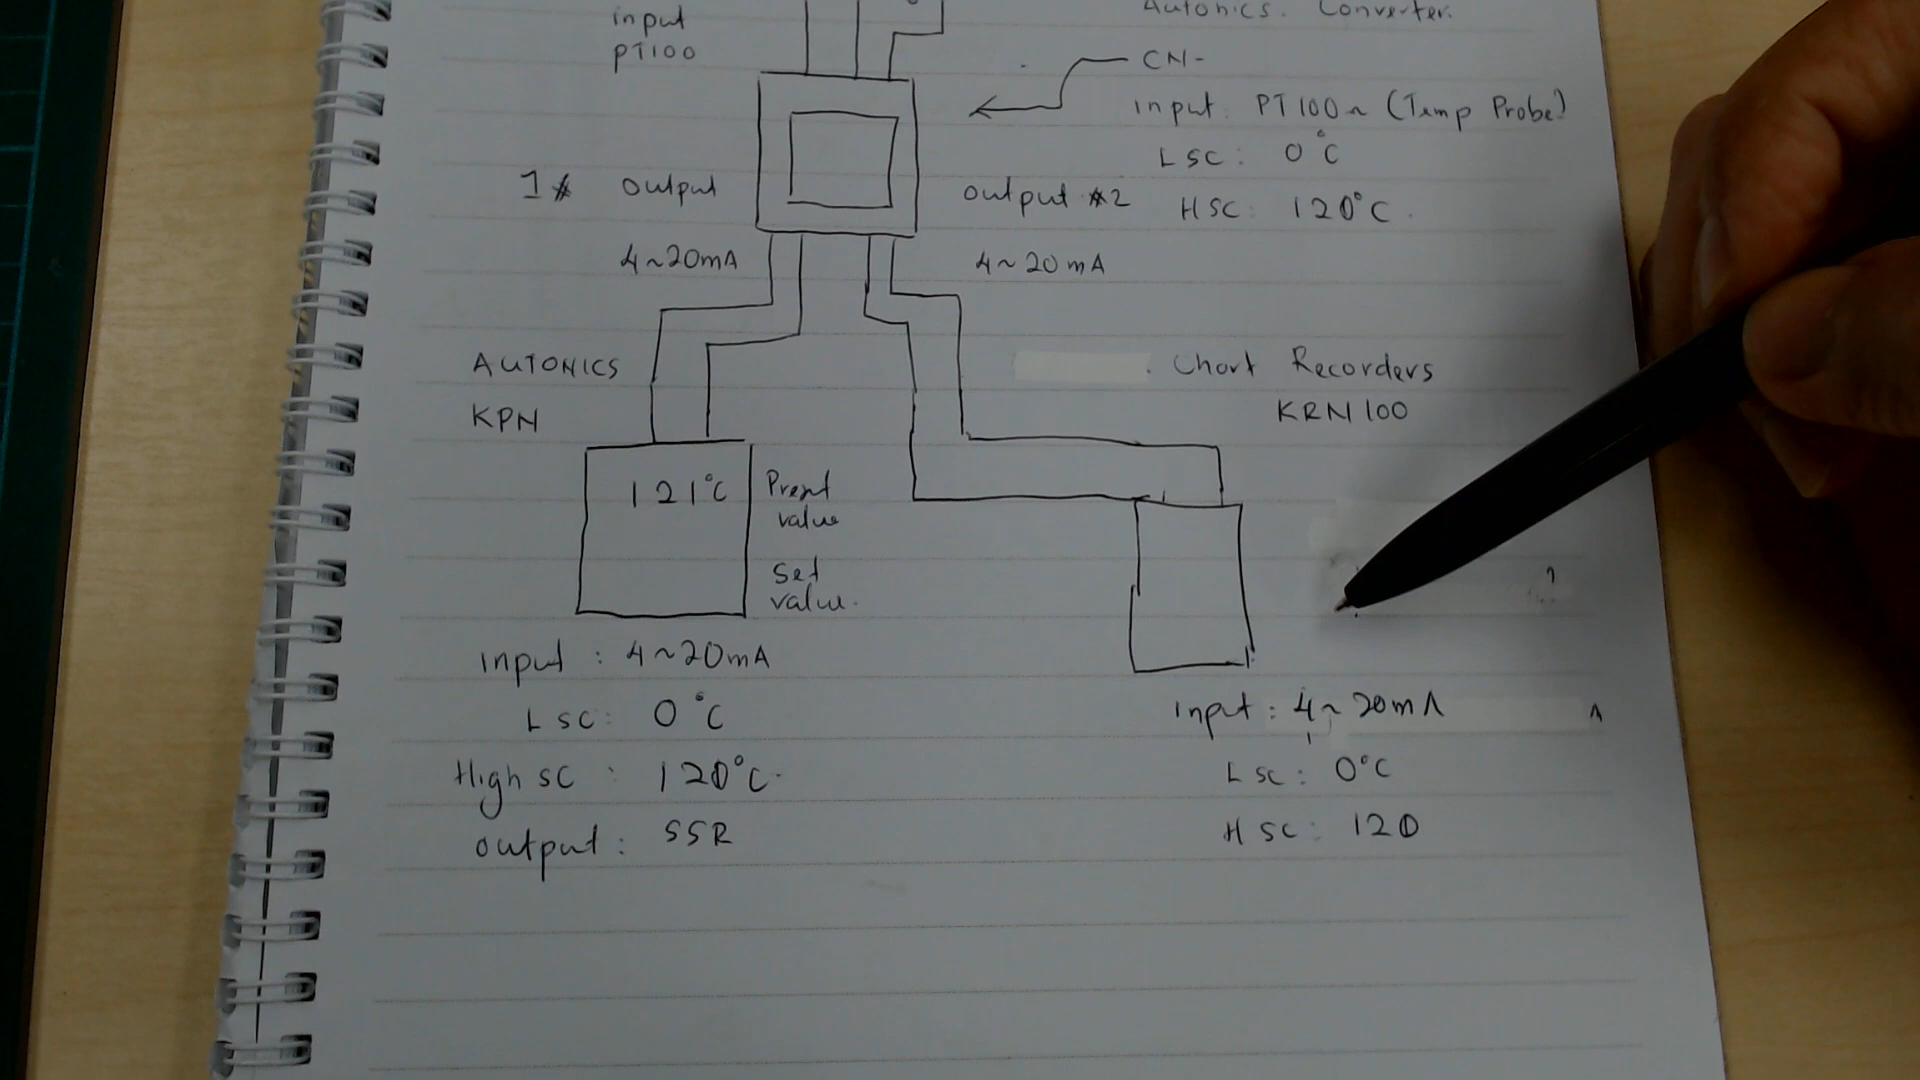 input
PT100
Autonics. Converter.
CN-
input: PT100Ω (Temp Probe)
LSC: 0°C
HSC: 120°C.
1# output
output #2
4~20mA
4~20mA
AUTONICS
KPN
. Chart Recorders
KRN100
121°C
Present
value
Set
value.
input: 4~20mA
LSC: 0°C
High SC: 120°C.
output: SSR
input: 4~20mA
LSC: 0°C
HSC: 120